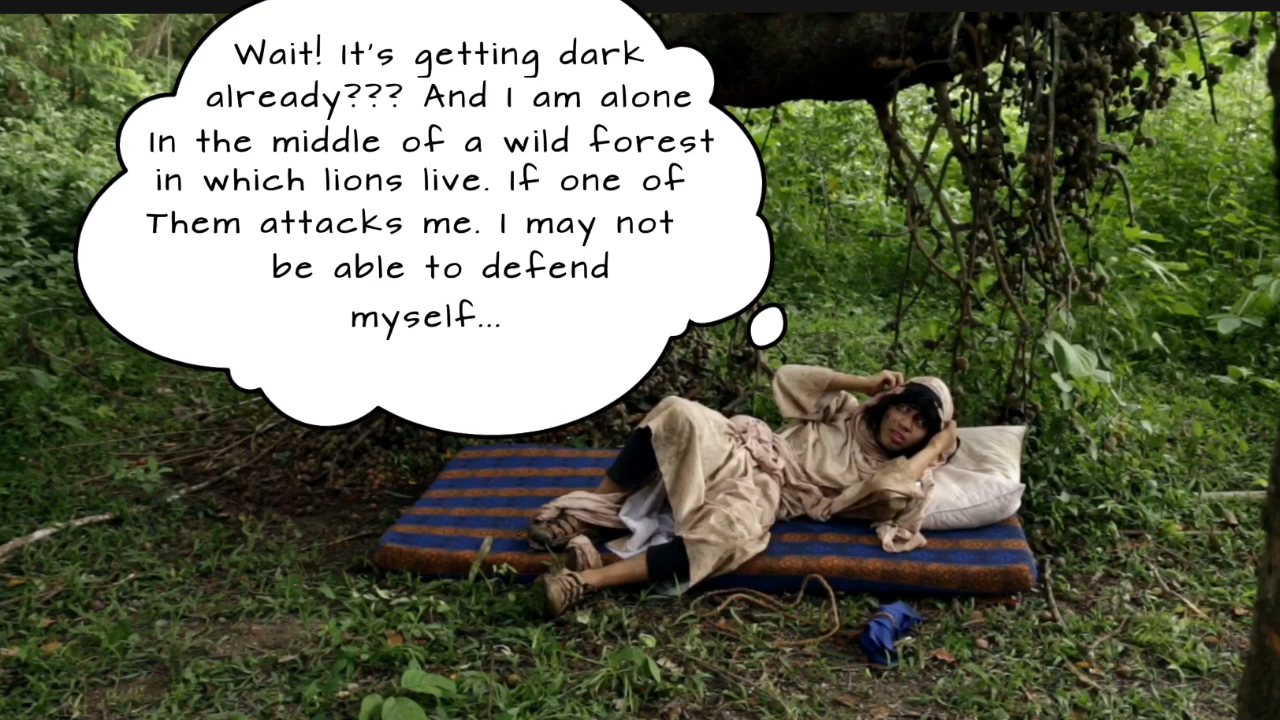 Wait! It's getting dark
already??? And I am alone
In the middle of a wild forest
in which lions live. If one of
Them attacks me. I may not
be able to defend
myself...